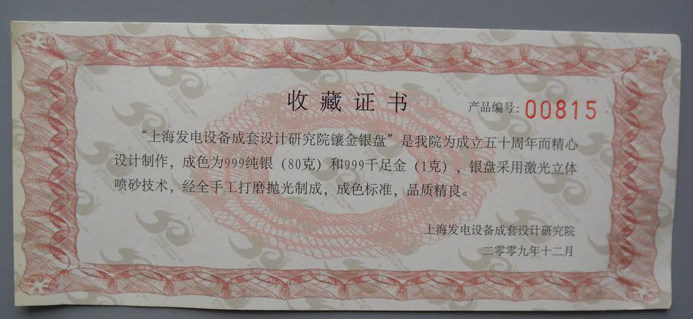 收藏证书
产品编号:00815
“上海发电设备成套设计研究院镶金银盘”是我院为成立五十周年而精心
设计制作，成色为999纯银（80克）和999千足金（1克），银盘采用激光立体
喷砂技术，经全手工打磨抛光制成，成色标准，品质精良。
上海发电设备成套设计研究院
二零零九年十二月